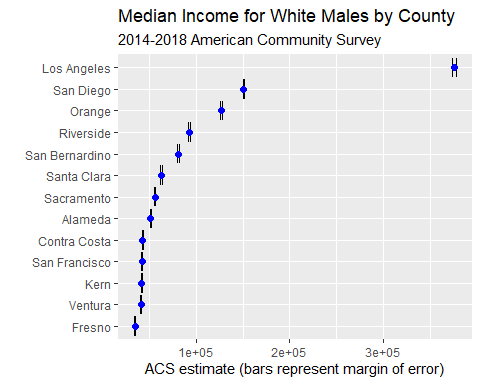 Median Income for White Males by County
2014-2018 American Community Survey
Los Angeles
San Diego
Orange
Riverside
San Bernardino
Santa Clara
Sacramento
Alameda
Contra Costa
San Francisco
Kern
Ventura
Fresno
1e+05 2e+05 3e+05
ACS estimate (bars represent margin of error)